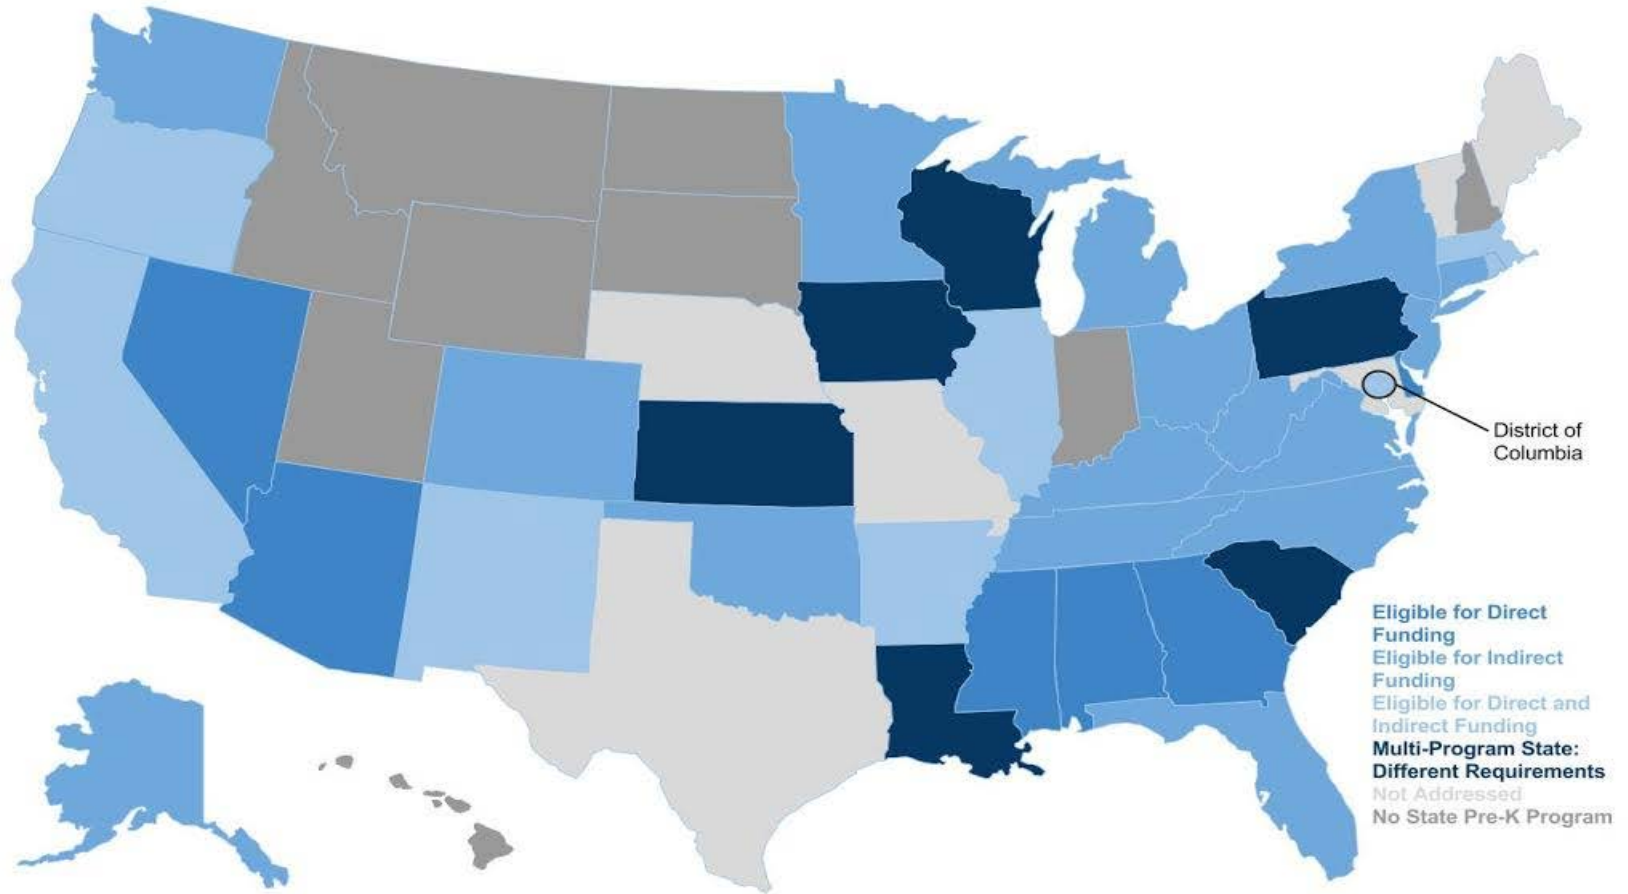 District of
Columbia
Eligible for Direct
Funding
Eligible for Indirect
Funding
Eligible for Direct and
Indirect Funding
Multi-Program State:
Different Requirements
Not Addressed
No State Pre-K Program